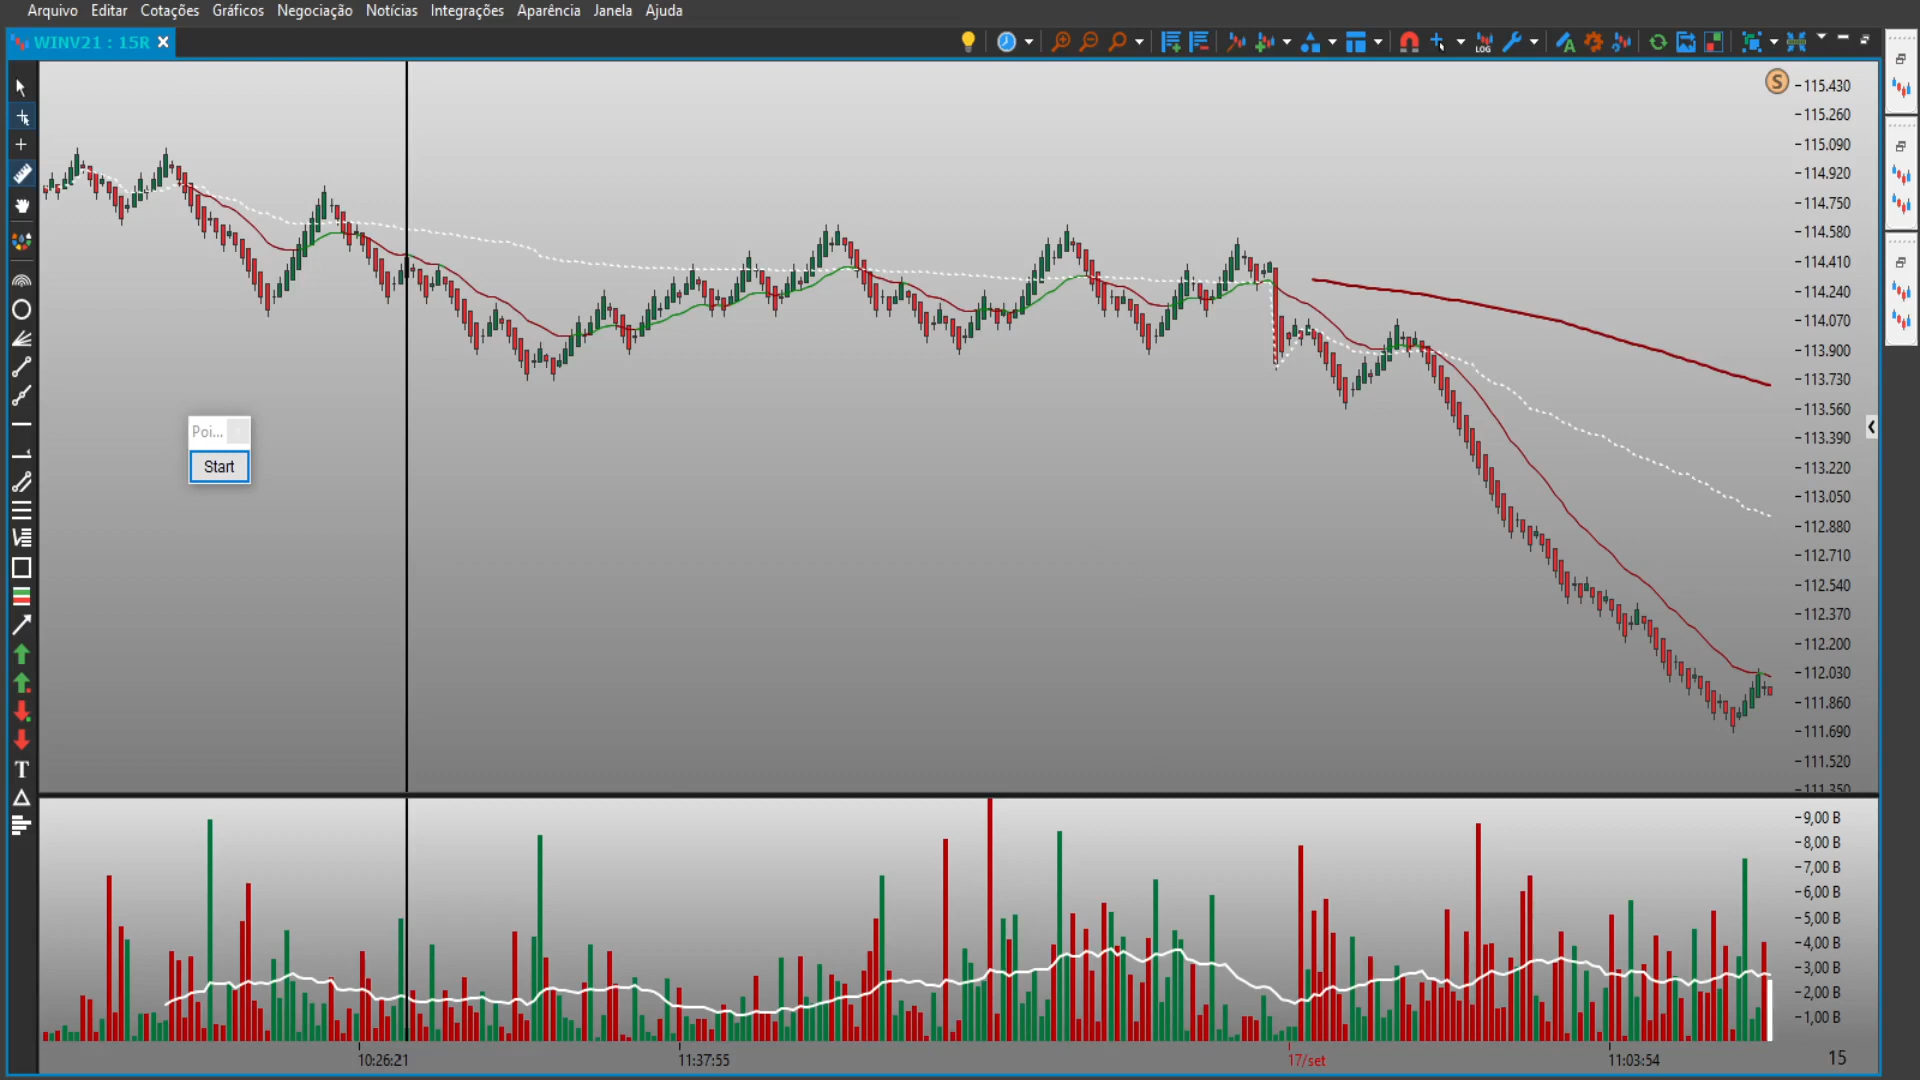 Arquivo Editar Cotações Gráficos Negociação Notícias Integrações Aparência Janela Ajuda
WINV21 : 15R
LOG
S
115.430
115.260
115.090
114.920
114.750
114.580
114.410
114.240
114.070
113.900
113.730
113.560
113.390
113.220
113.050
112.880
112.710
112.540
112.370
112.200
112.030
111.860
111.690
111.520
111.350
Poi...
Start
T
9,00 B
8,00 B
7,00 B
6,00 B
5,00 B
4,00 B
3,00 B
2,00 B
1,00 B
10:26:21 11:37:55 17/set 11:03:54 15